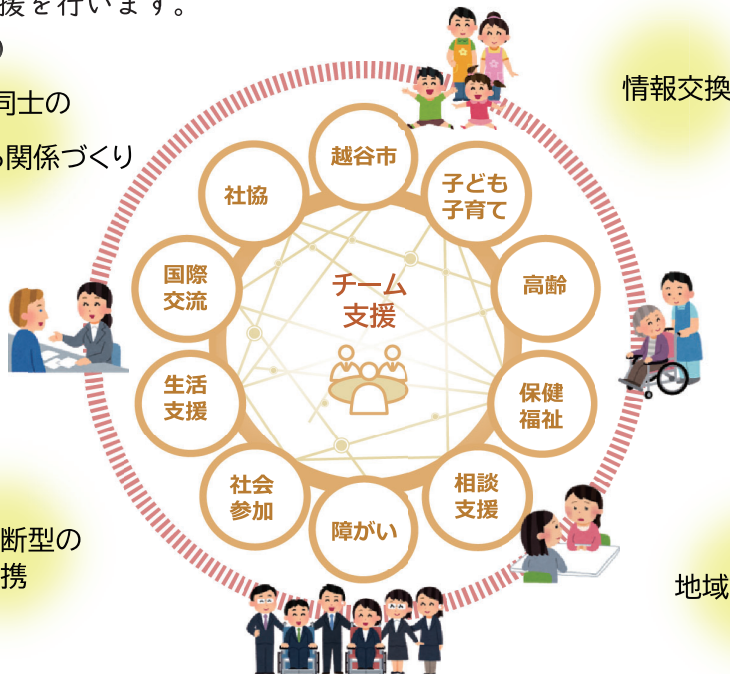 援を行います。
同士の
関係づくり
情報交換
越谷市
子ども
子育て
高齢
保健
福祉
相談
支援
障がい
社会
参加
生活
支援
国際
交流
社協
チーム
支援
断型の
携
地域